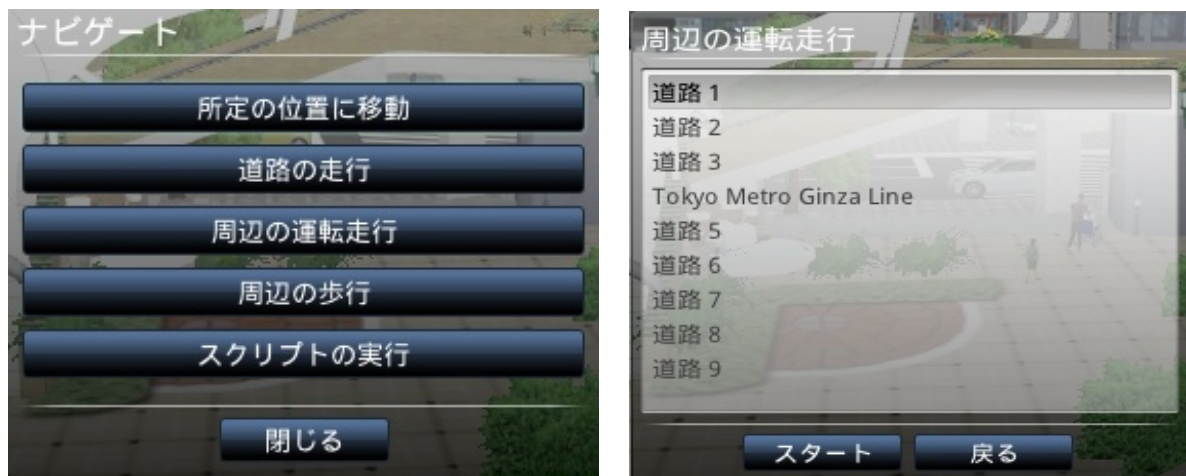 ナビゲート
所定の位置に移動
道路の走行
周辺の運転走行
周辺の歩行
スクリプトの実行
閉じる
周辺の運転走行
道路 1
道路 2
道路 3
Tokyo Metro Ginza Line
道路 5
道路 6
道路 7
道路 8
道路 9
スタート
戻る